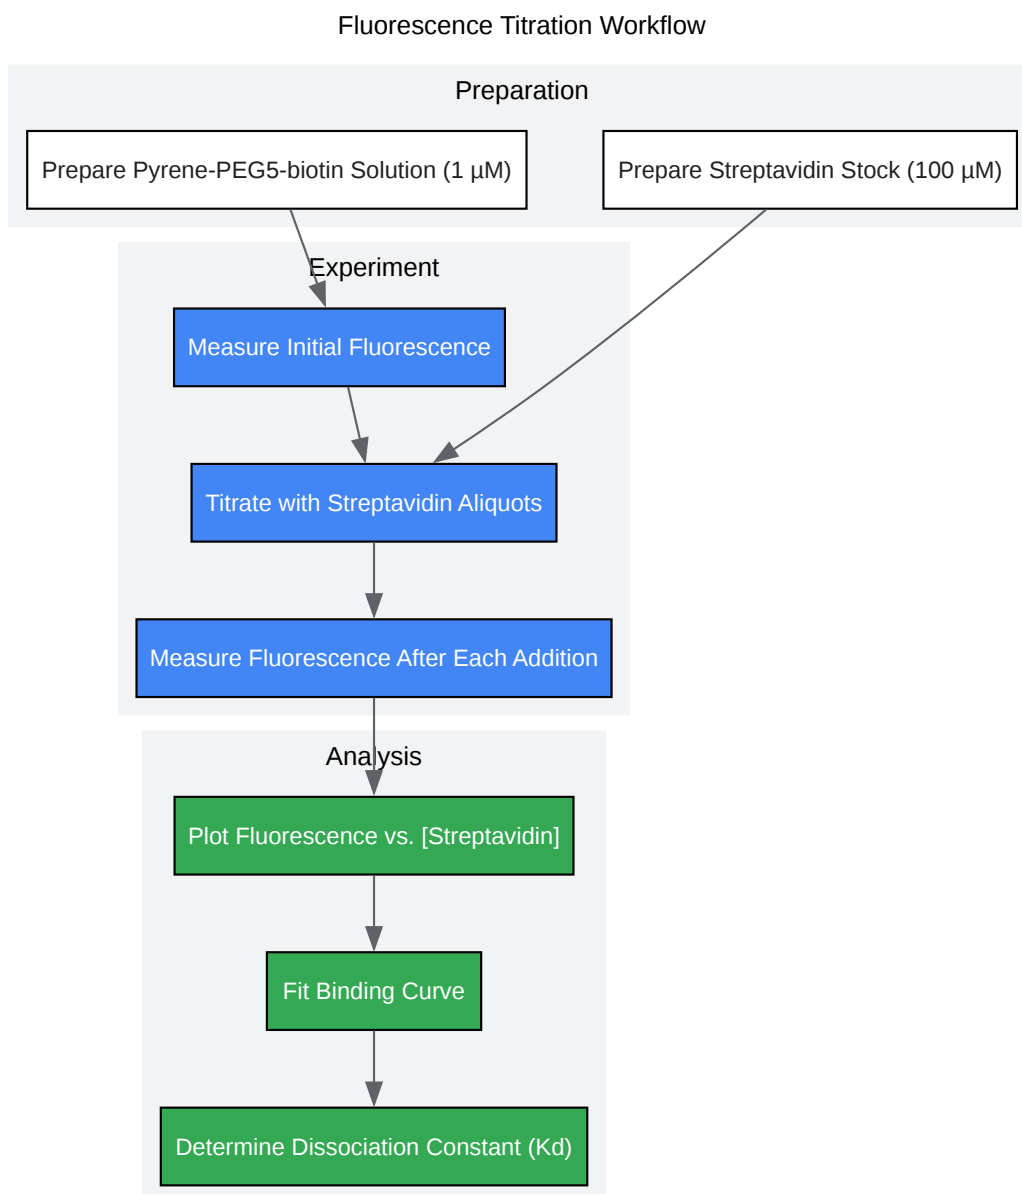 Fluorescence Titration Workflow
Preparation
Prepare Pyrene-PEG5-biotin Solution (1 µM)
Prepare Streptavidin Stock (100 µM)
Experiment
Measure Initial Fluorescence
Titrate with Streptavidin Aliquots
Measure Fluorescence After Each Addition
Analysis
Plot Fluorescence vs. [Streptavidin]
Fit Binding Curve
Determine Dissociation Constant (Kd)